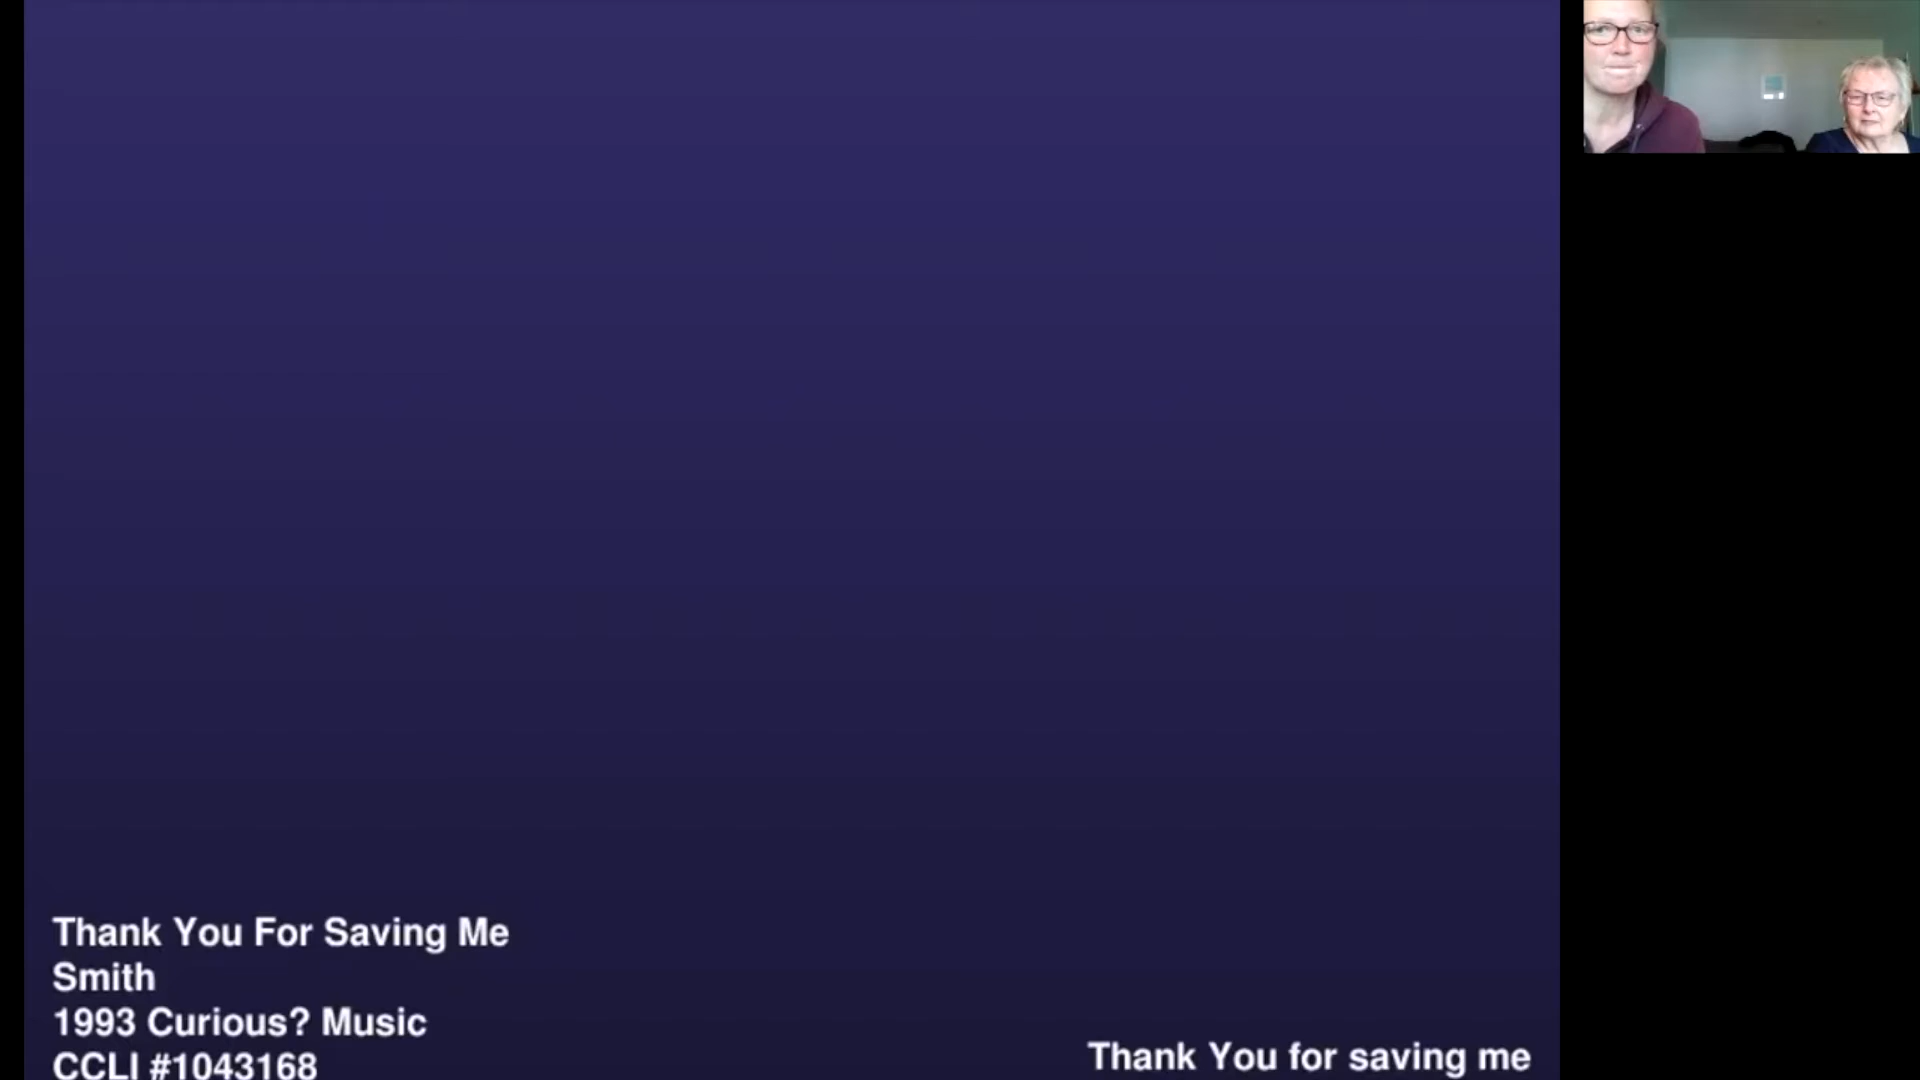 Thank You For Saving Me
Smith
1993 Curious? Music
CCLI #1043168
Thank You for saving me